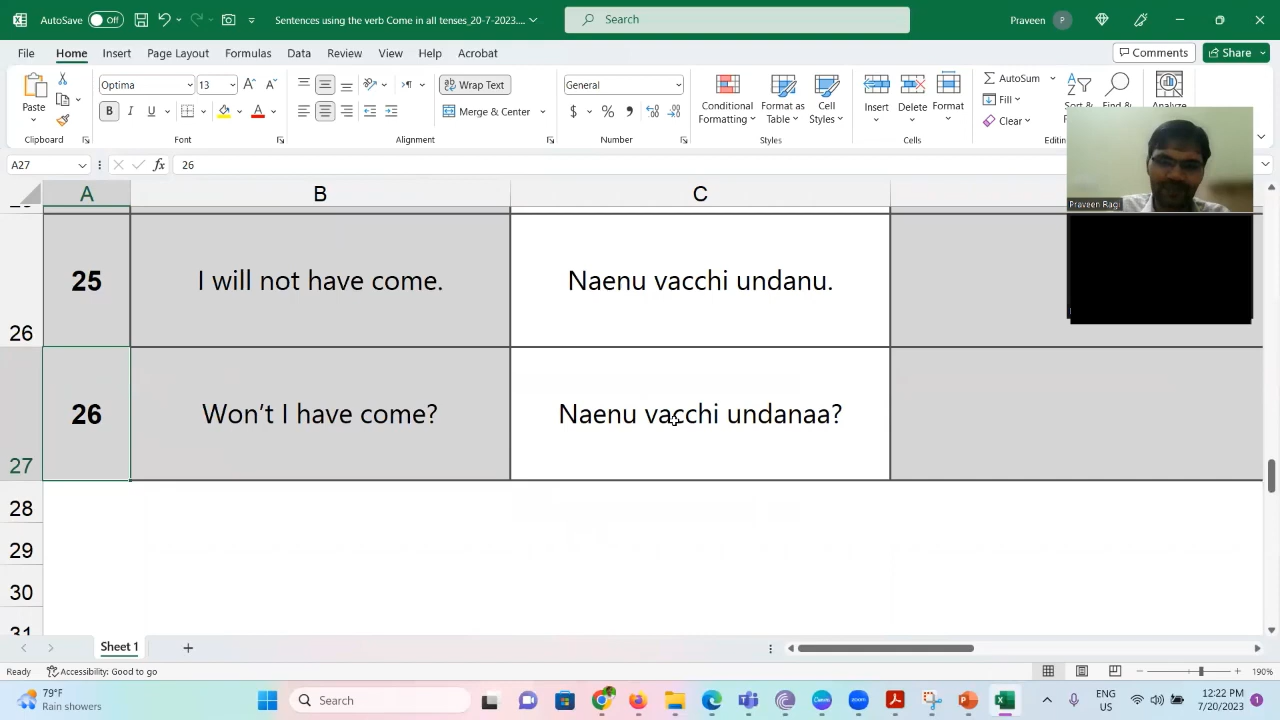 AutoSave Off Sentences using the verb Come in all tenses_20-7-2023.... Search Praveen P
File Home Insert Page Layout Formulas Data Review View Help Acrobat Comments Share
Paste Optima 13 Wrap Text General Conditional Format as Cell Insert Delete Format AutoSum
B I U Merge & Center $ % Formatting Table Styles Fill Clear
Clipboard Font Alignment Number Styles Cells
A27 fx 26
Praveen Ragi
A B C
25 I will not have come. Naenu vacchi undanu.
26
26 Won't I have come? Naenu vacchi undanaa?
27
28
29
30
31
Sheet 1
Ready Accessibility: Good to go 190%
79°F
Rain showers
Search
ENG
US
12:22 PM
7/20/2023
1